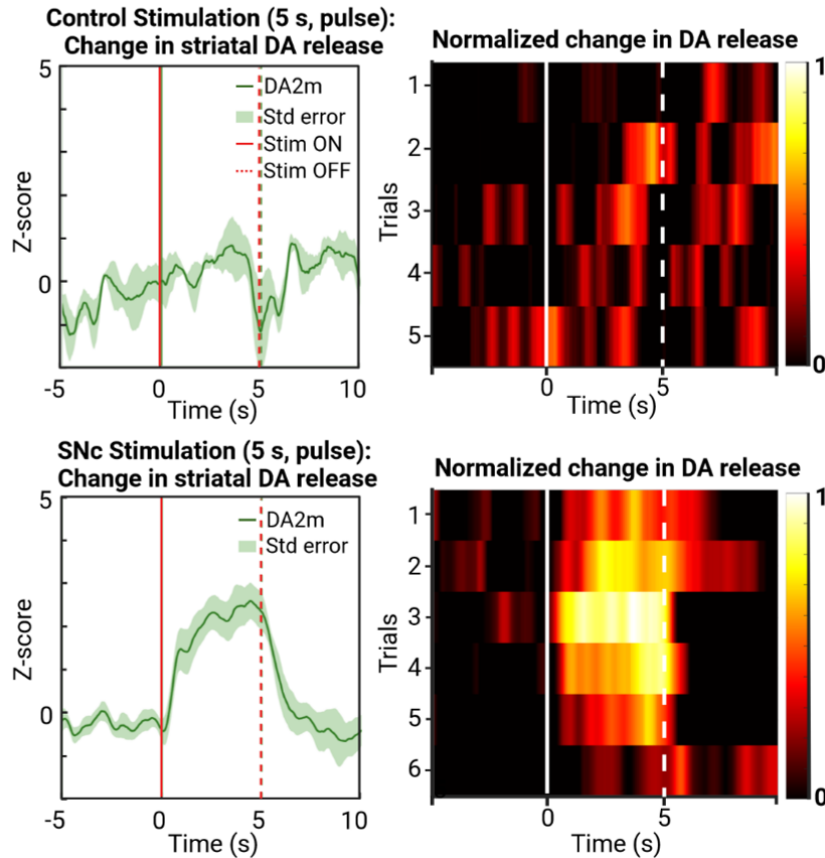 Control Stimulation (5 s, pulse):
Change in striatal DA release
5
DA2m
Std error
Stim ON
Stim OFF
Z-score
0
-5
0
5
10
Time (s)
Normalized change in DA release
1
2
3
4
5
Trials
0
5
Time (s)
1
0
SNc Stimulation (5 s, pulse):
Change in striatal DA release
5
DA2m
Std error
Z-score
0
-5
0
5
10
Time (s)
Normalized change in DA release
1
2
3
4
5
6
Trials
0
5
Time (s)
1
0